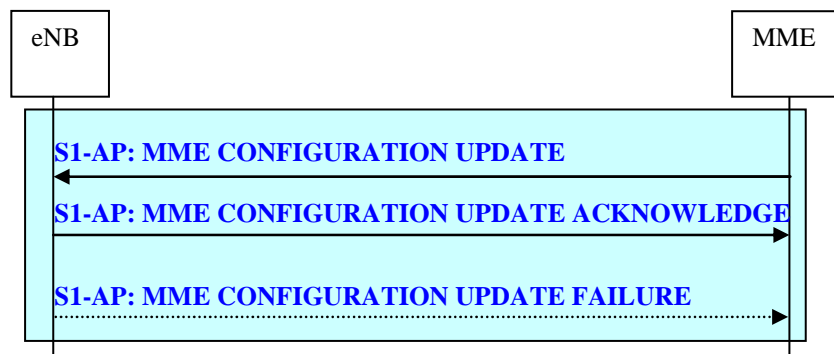 eNB
MME
S1-AP: MME CONFIGURATION UPDATE
S1-AP: MME CONFIGURATION UPDATE ACKNOWLEDGE
S1-AP: MME CONFIGURATION UPDATE FAILURE